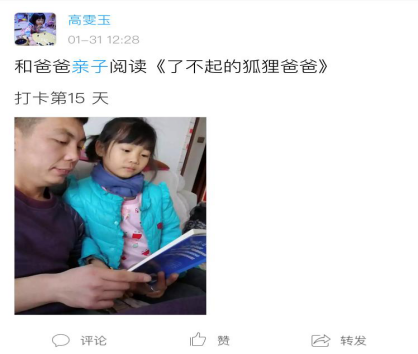 高雯玉
01-31 12:28
和爸爸亲子阅读《了不起的狐狸爸爸》
打卡第15 天
评论 赞 转发